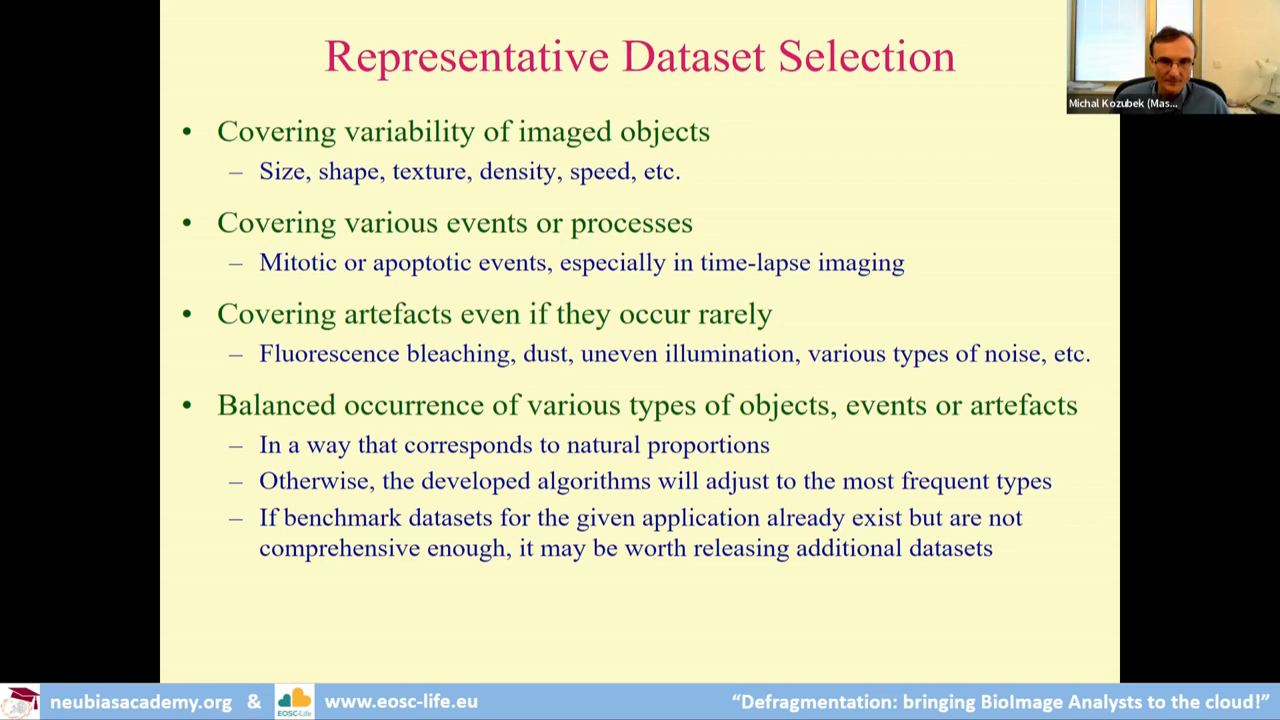 Representative Dataset Selection
Michal Kozubek (Mas...
• Covering variability of imaged objects
– Size, shape, texture, density, speed, etc.
• Covering various events or processes
– Mitotic or apoptotic events, especially in time-lapse imaging
• Covering artefacts even if they occur rarely
– Fluorescence bleaching, dust, uneven illumination, various types of noise, etc.
• Balanced occurrence of various types of objects, events or artefacts
– In a way that corresponds to natural proportions
– Otherwise, the developed algorithms will adjust to the most frequent types
– If benchmark datasets for the given application already exist but are not
comprehensive enough, it may be worth releasing additional datasets
neubiasacademy.org & EOSC-Life www.eosc-life.eu "Defragmentation: bringing BioImage Analysts to the cloud!"